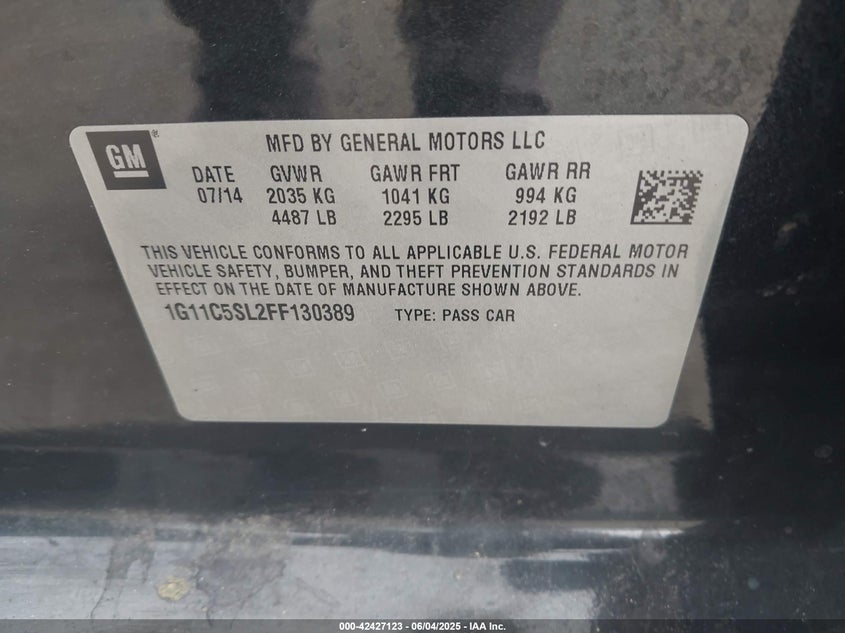 GM®
MFD BY GENERAL MOTORS LLC
DATE GVWR GAWR FRT GAWR RR
07/14 2035 KG 1041 KG 994 KG
4487 LB 2295 LB 2192 LB
THIS VEHICLE CONFORMS TO ALL APPLICABLE U.S. FEDERAL MOTOR
VEHICLE SAFETY, BUMPER, AND THEFT PREVENTION STANDARDS IN
EFFECT ON THE DATE OF MANUFACTURE SHOWN ABOVE.
1G11C5SL2FF130389 TYPE: PASS CAR
000-42427123 - 06/04/2025 - IAA Inc.